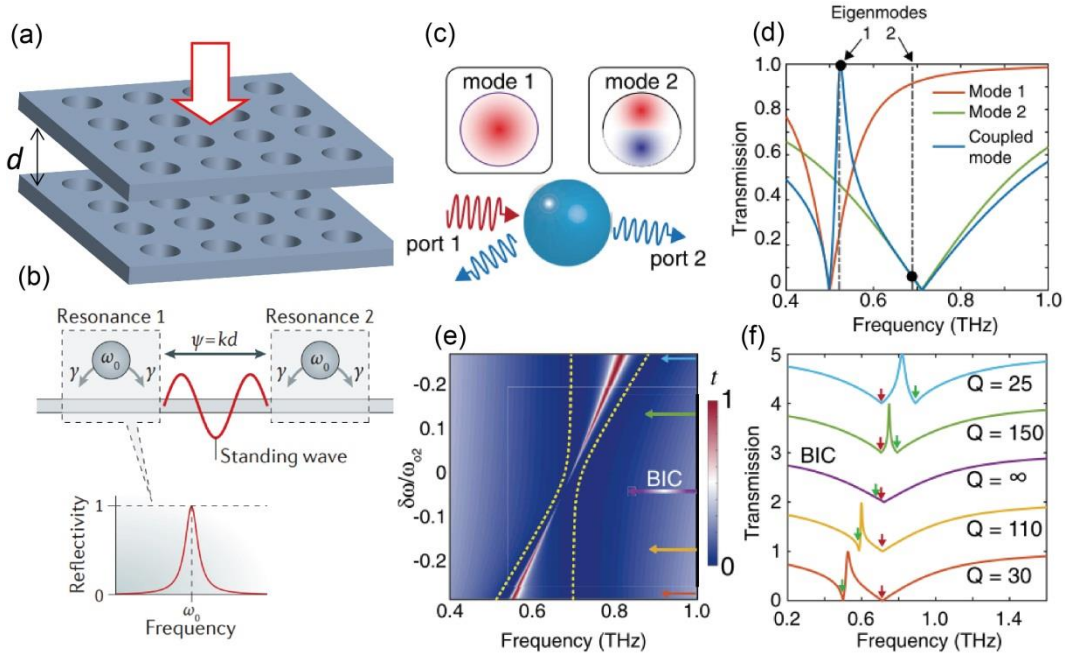 (a)
d
(b)
Resonance 1
Resonance 2
ψ=kd
ω₀
γ
γ
ω₀
γ
γ
Standing wave
Reflectivity
1
0
ω₀
Frequency
(c)
mode 1
mode 2
port 1
port 2
(d)
Eigenmodes
1 2
Transmission
1.0
0.8
0.6
0.4
0.2
0
Mode 1
Mode 2
Coupled
mode
0.4 0.6 0.8 1.0
Frequency (THz)
(e)
δω/ω₀₂
-0.2
0.1
0
-0.1
-0.2
BIC
t
1
0
0.4 0.6 0.8 1.0
Frequency (THz)
(f)
Transmission
5
4
3
2
1
0
Q = 25
Q = 150
BIC
Q = ∞
Q = 110
Q = 30
0.2 0.6 1.0 1.4
Frequency (THz)